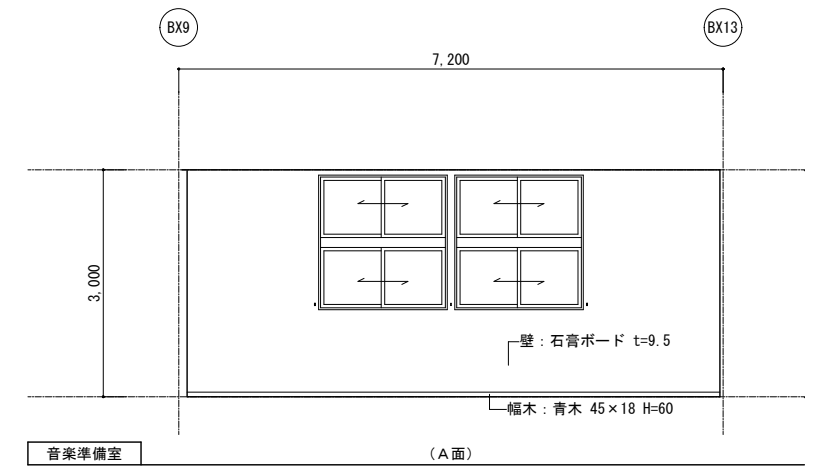 BX9
BX13
7,200
3,000
壁：石膏ボード t=9.5
幅木：青木 45×18 H=60
音楽準備室
(A面)